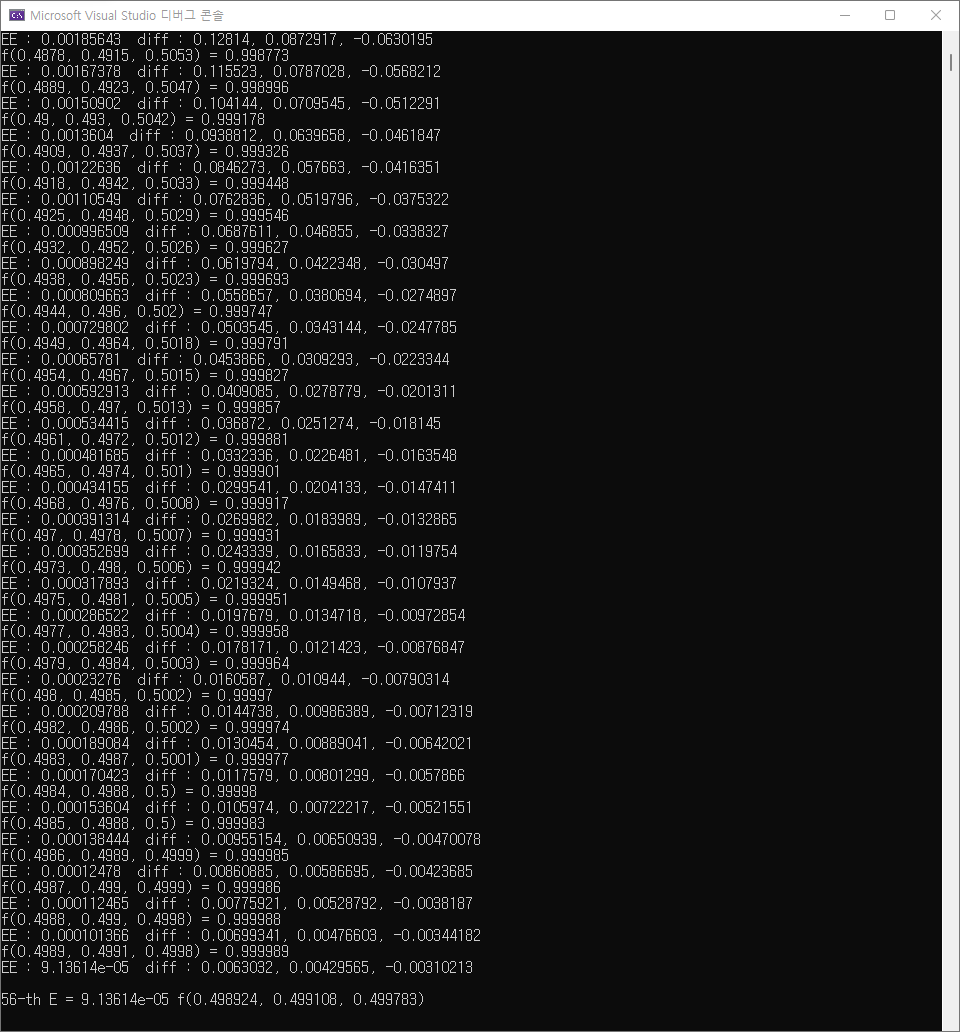 Microsoft Visual Studio 디버그 콘솔
EE : 0.00185643  diff : 0.12814, 0.0872917, -0.0630195
f(0.4878, 0.4915, 0.5053) = 0.998773
EE : 0.00167378  diff : 0.115523, 0.0787028, -0.0568212
f(0.4889, 0.4923, 0.5047) = 0.998996
EE : 0.00150902  diff : 0.104144, 0.0709545, -0.0512291
f(0.49, 0.493, 0.5042) = 0.999178
EE : 0.0013604  diff : 0.0938812, 0.0639658, -0.0461847
f(0.4909, 0.4937, 0.5037) = 0.999326
EE : 0.00122636  diff : 0.0846273, 0.057663, -0.0416351
f(0.4918, 0.4942, 0.5033) = 0.999448
EE : 0.00110549  diff : 0.0762836, 0.0519796, -0.0375322
f(0.4925, 0.4948, 0.5029) = 0.999546
EE : 0.000996509  diff : 0.0687611, 0.046855, -0.0338327
f(0.4932, 0.4952, 0.5026) = 0.999627
EE : 0.000898249  diff : 0.0619794, 0.0422348, -0.030497
f(0.4938, 0.4956, 0.5023) = 0.999693
EE : 0.000809663  diff : 0.0558657, 0.0380694, -0.0274897
f(0.4944, 0.496, 0.502) = 0.999747
EE : 0.000729802  diff : 0.0503545, 0.0343144, -0.0247785
f(0.4949, 0.4964, 0.5018) = 0.999791
EE : 0.00065781  diff : 0.0453866, 0.0309293, -0.0223344
f(0.4954, 0.4967, 0.5015) = 0.999827
EE : 0.000592913  diff : 0.0409085, 0.0278779, -0.0201311
f(0.4958, 0.497, 0.5013) = 0.999857
EE : 0.000534415  diff : 0.036872, 0.0251274, -0.018145
f(0.4961, 0.4972, 0.5012) = 0.999881
EE : 0.000481685  diff : 0.0332336, 0.0226481, -0.0163548
f(0.4965, 0.4974, 0.501) = 0.999901
EE : 0.000434155  diff : 0.0299541, 0.0204133, -0.0147411
f(0.4968, 0.4976, 0.5008) = 0.999917
EE : 0.000391314  diff : 0.0269982, 0.0183989, -0.0132865
f(0.497, 0.4978, 0.5007) = 0.999931
EE : 0.000352699  diff : 0.0243339, 0.0165833, -0.0119754
f(0.4973, 0.498, 0.5006) = 0.999942
EE : 0.000317893  diff : 0.0219324, 0.0149468, -0.0107937
f(0.4975, 0.4981, 0.5005) = 0.999951
EE : 0.000286522  diff : 0.0197679, 0.0134718, -0.00972854
f(0.4977, 0.4983, 0.5004) = 0.999958
EE : 0.000258246  diff : 0.0178171, 0.0121423, -0.00876847
f(0.4979, 0.4984, 0.5003) = 0.999964
EE : 0.00023276  diff : 0.0160587, 0.010944, -0.00790314
f(0.498, 0.4985, 0.5002) = 0.99997
EE : 0.000209788  diff : 0.0144738, 0.00986389, -0.00712319
f(0.4982, 0.4986, 0.5002) = 0.999974
EE : 0.000189084  diff : 0.0130454, 0.00889041, -0.00642021
f(0.4983, 0.4987, 0.5001) = 0.999977
EE : 0.000170423  diff : 0.0117579, 0.00801299, -0.0057866
f(0.4984, 0.4988, 0.5) = 0.99998
EE : 0.000153604  diff : 0.0105974, 0.00722217, -0.00521551
f(0.4985, 0.4988, 0.5) = 0.999983
EE : 0.000138444  diff : 0.00955154, 0.00650939, -0.00470078
f(0.4986, 0.4989, 0.4999) = 0.999985
EE : 0.00012478  diff : 0.00860885, 0.00586695, -0.00423685
f(0.4987, 0.499, 0.4999) = 0.999986
EE : 0.000112465  diff : 0.00775921, 0.00528792, -0.0038187
f(0.4988, 0.499, 0.4998) = 0.999988
EE : 0.000101366  diff : 0.00699341, 0.00476603, -0.00344182
f(0.4989, 0.4991, 0.4998) = 0.999989
EE : 9.13614e-05  diff : 0.0063032, 0.00429565, -0.00310213
56-th E = 9.13614e-05 f(0.498924, 0.499108, 0.499783)